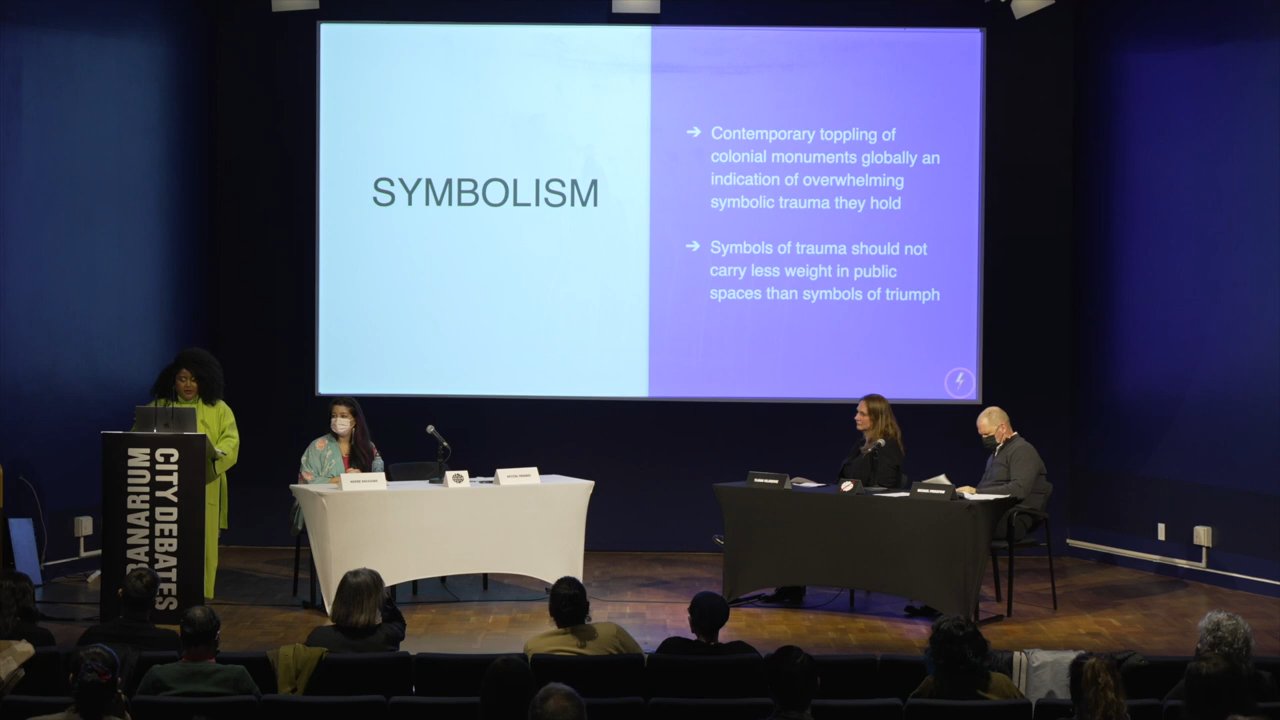 SYMBOLISM
➔ Contemporary toppling of
colonial monuments globally an
indication of overwhelming
symbolic trauma they hold
➔ Symbols of trauma should not
carry less weight in public
spaces than symbols of triumph
CITY DEBATES
URBANARIUM